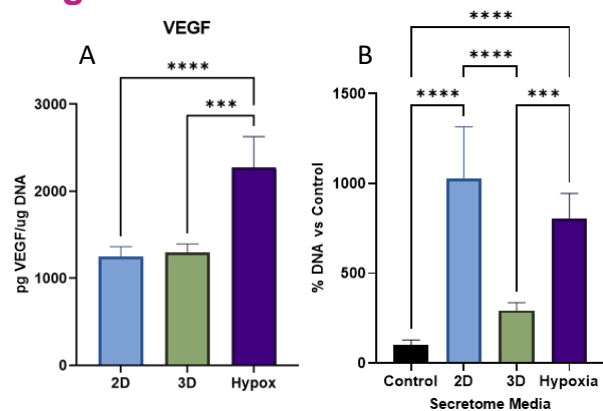 VEGF
A
B
****
***
****
****
****
***
3000
2000
1000
0
pg VEGF/ug DNA
2D 3D Hypox
1500
1000
500
0
% DNA vs Control
Control 2D 3D Hypoxia
Secretome Media